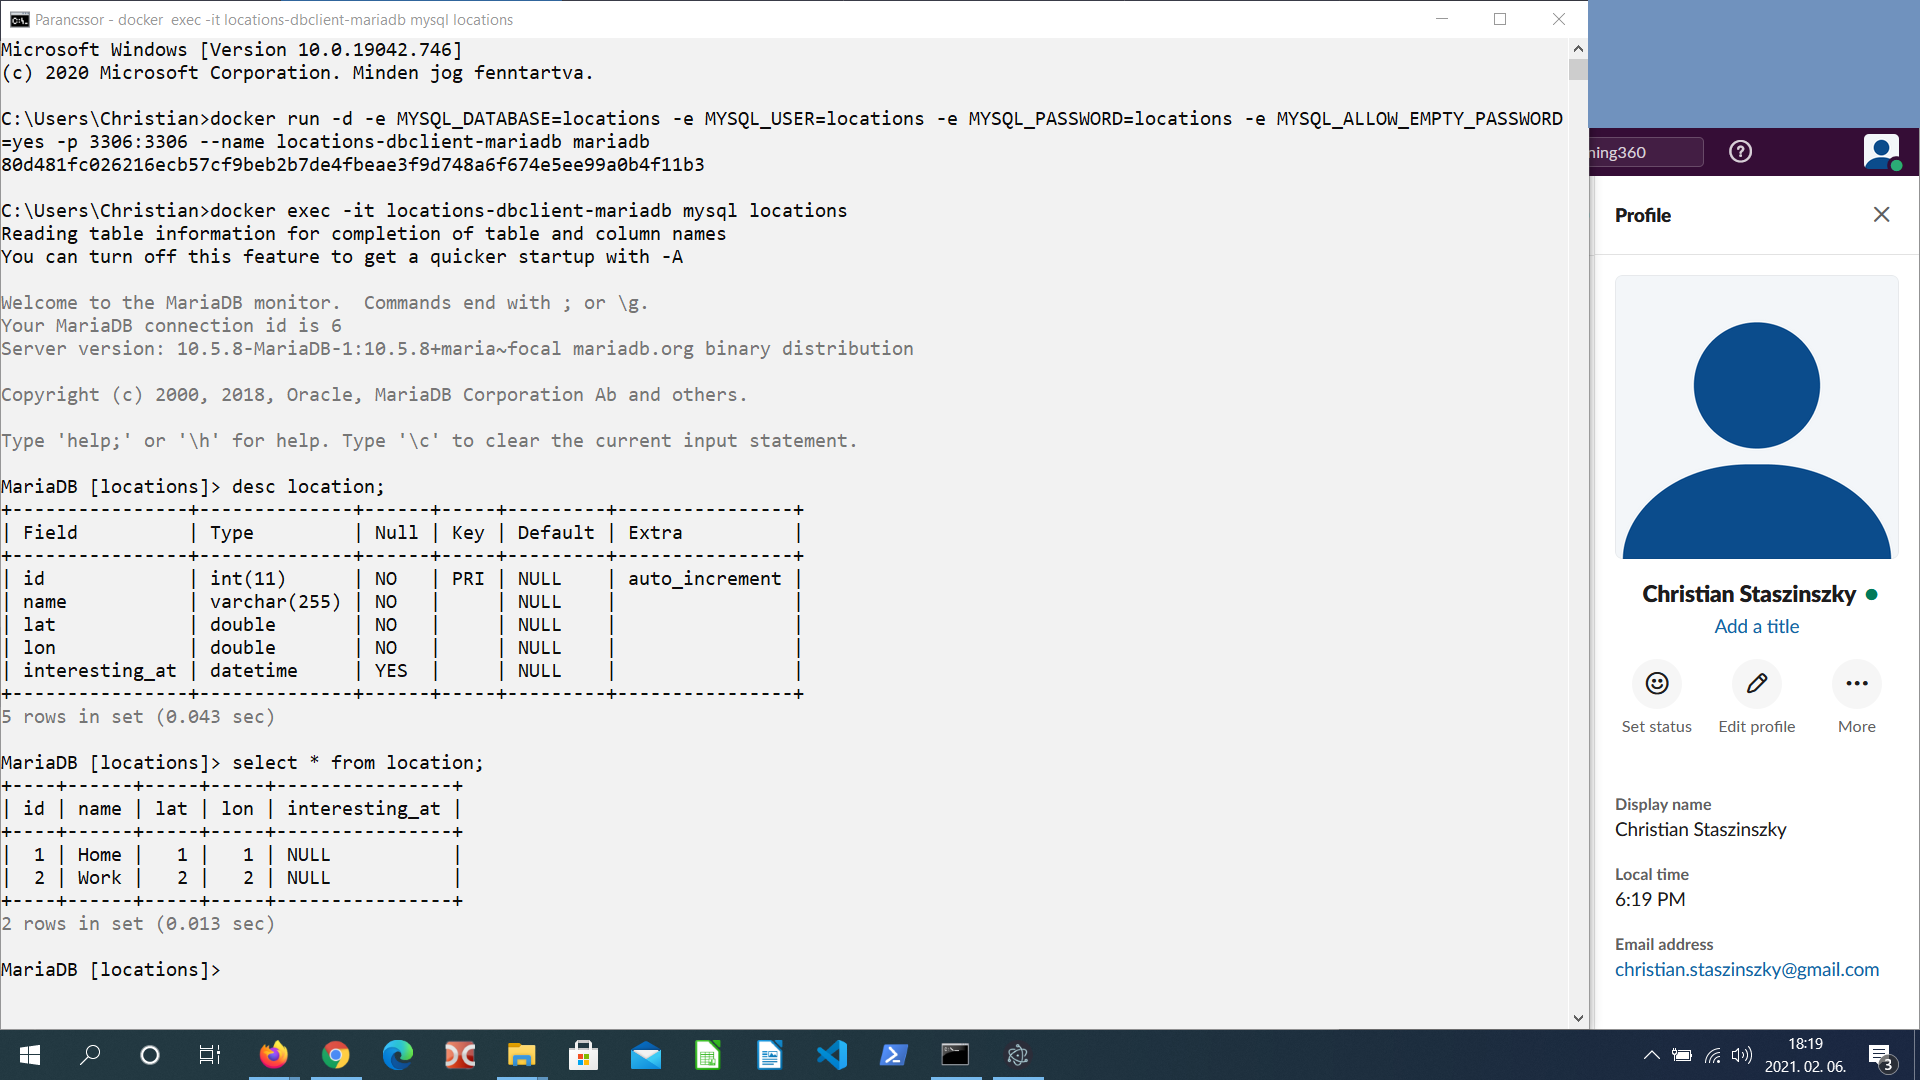 Parancssor - docker  exec -it locations-dbclient-mariadb mysql locations
Microsoft Windows [Version 10.0.19042.746]
(c) 2020 Microsoft Corporation. Minden jog fenntartva.
C:\Users\Christian>docker run -d -e MYSQL_DATABASE=locations -e MYSQL_USER=locations -e MYSQL_PASSWORD=locations -e MYSQL_ALLOW_EMPTY_PASSWORD
=yes -p 3306:3306 --name locations-dbclient-mariadb mariadb
80d481fc026216ecb57cf9beb2b7de4fbeae3f9d748a6f674e5ee99a0b4f11b3
C:\Users\Christian>docker exec -it locations-dbclient-mariadb mysql locations
Reading table information for completion of table and column names
You can turn off this feature to get a quicker startup with -A
Welcome to the MariaDB monitor.  Commands end with ; or \g.
Your MariaDB connection id is 6
Server version: 10.5.8-MariaDB-1:10.5.8+maria~focal mariadb.org binary distribution
Copyright (c) 2000, 2018, Oracle, MariaDB Corporation Ab and others.
Type 'help;' or '\h' for help. Type '\c' to clear the current input statement.
MariaDB [locations]> desc location;
+----------------+--------------+------+-----+---------+----------------+
| Field          | Type         | Null | Key | Default | Extra          |
+----------------+--------------+------+-----+---------+----------------+
| id             | int(11)      | NO   | PRI | NULL    | auto_increment |
| name           | varchar(255) | NO   |     | NULL    |                |
| lat            | double       | NO   |     | NULL    |                |
| lon            | double       | NO   |     | NULL    |                |
| interesting_at | datetime     | YES  |     | NULL    |                |
+----------------+--------------+------+-----+---------+----------------+
5 rows in set (0.043 sec)
MariaDB [locations]> select * from location;
+----+------+-----+-----+----------------+
| id | name | lat | lon | interesting_at |
+----+------+-----+-----+----------------+
|  1 | Home |   1 |   1 | NULL           |
|  2 | Work |   2 |   2 | NULL           |
+----+------+-----+-----+----------------+
2 rows in set (0.013 sec)
MariaDB [locations]>
ning360
Profile
Christian Staszinszky
Add a title
Set status
Edit profile
More
Display name
Christian Staszinszky
Local time
6:19 PM
Email address
christian.staszinszky@gmail.com
18:19
2021. 02. 06.
3